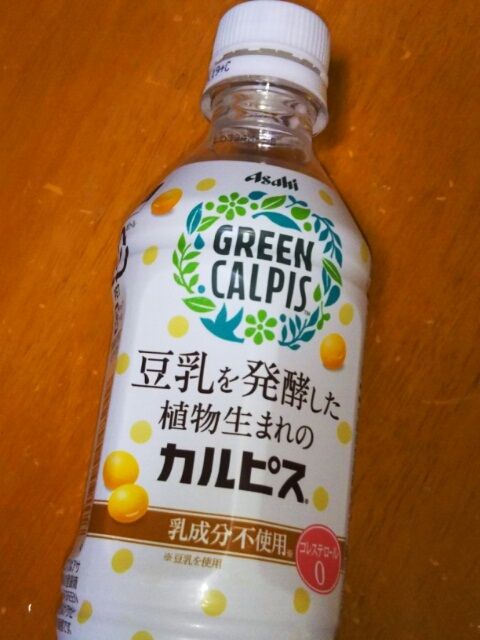 Asahi
GREEN
CALPIS
TM
豆乳を発酵した
植物生まれの
カルピス®
乳成分不使用※
※豆乳を使用
コレステロール
0